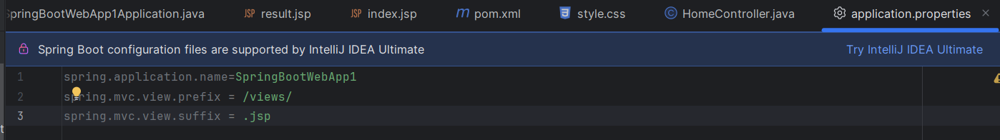 SpringBootWebApp1Application.java JSP result.jsp JSP index.jsp m pom.xml style.css C HomeController.java application.properties
Spring Boot configuration files are supported by IntelliJ IDEA Ultimate Try IntelliJ IDEA Ultimate
1 spring.application.name=SpringBootWebApp1
2 spring.mvc.view.prefix = /views/
3 spring.mvc.view.suffix = .jsp
t